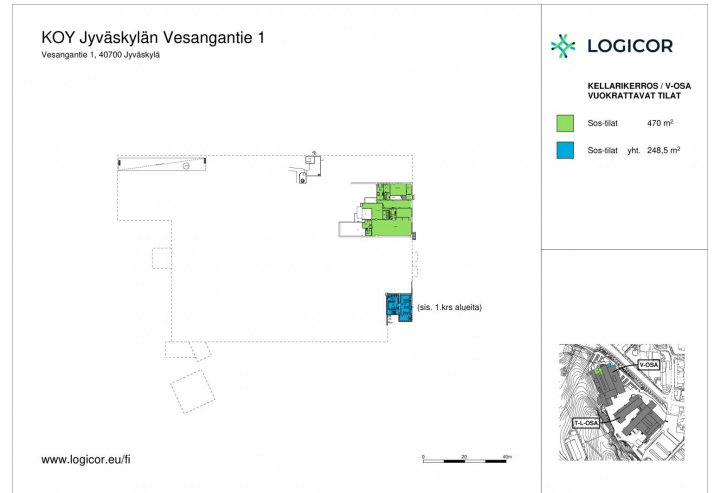 KOY Jyväskylän Vesangantie 1
Vesangantie 1, 40700 Jyväskylä
LOGICOR
KELLARIKERROS / V-OSA
VUOKRATTAVAT TILAT
Sos-tilat 470 m²
Sos-tilat yht. 248,5 m²
(sis. 1.krs alueita)
V-OSA
T-L-OSA
www.logicor.eu/fi
0 20 40m